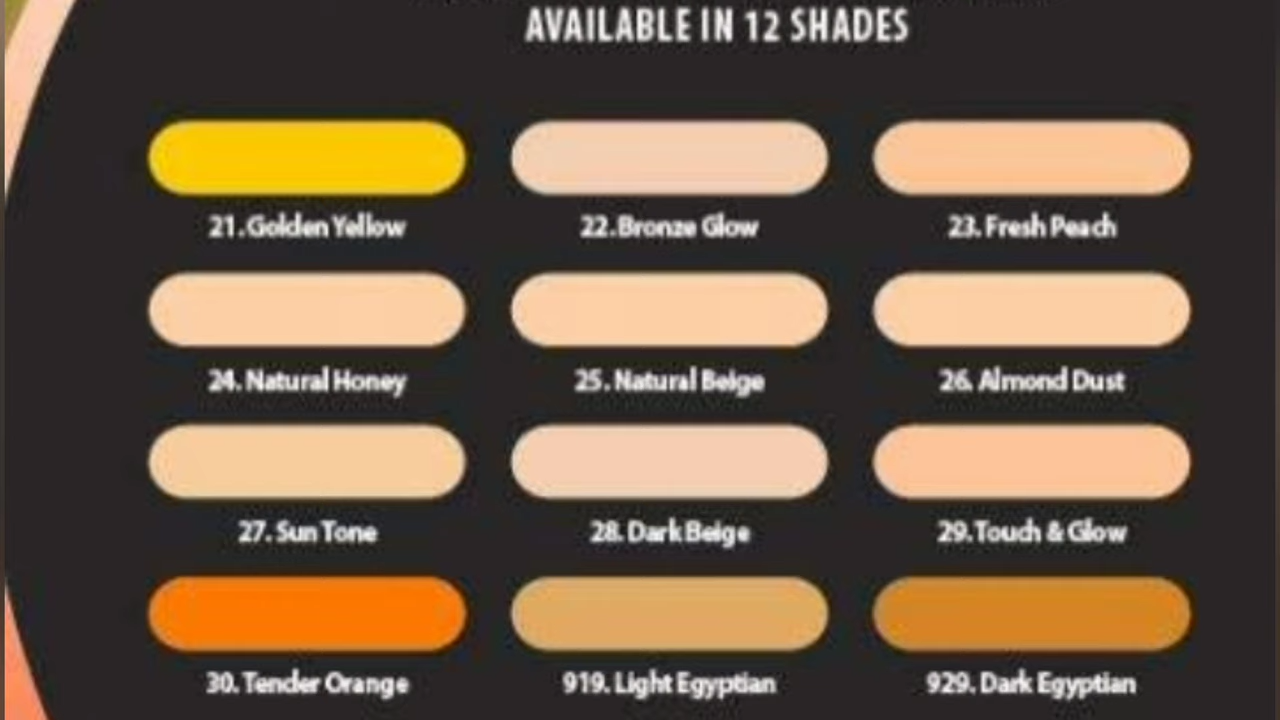 AVAILABLE IN 12 SHADES
21. Golden Yellow
22. Bronze Glow
23. Fresh Peach
24. Natural Honey
25. Natural Beige
26. Almond Dust
27. Sun Tone
28. Dark Beige
29. Touch & Glow
30. Tender Orange
919. Light Egyptian
929. Dark Egyptian